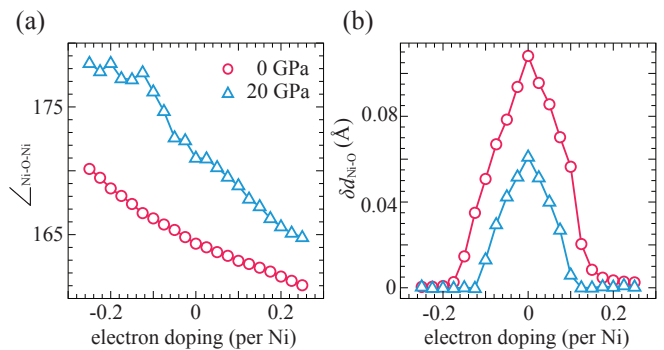 (a)
0 GPa
20 GPa
175
165
∠Ni-O-Ni
-0.2
0
0.2
electron doping (per Ni)
(b)
0.08
0.04
0
δdNi-O (Å)
-0.2
0
0.2
electron doping (per Ni)